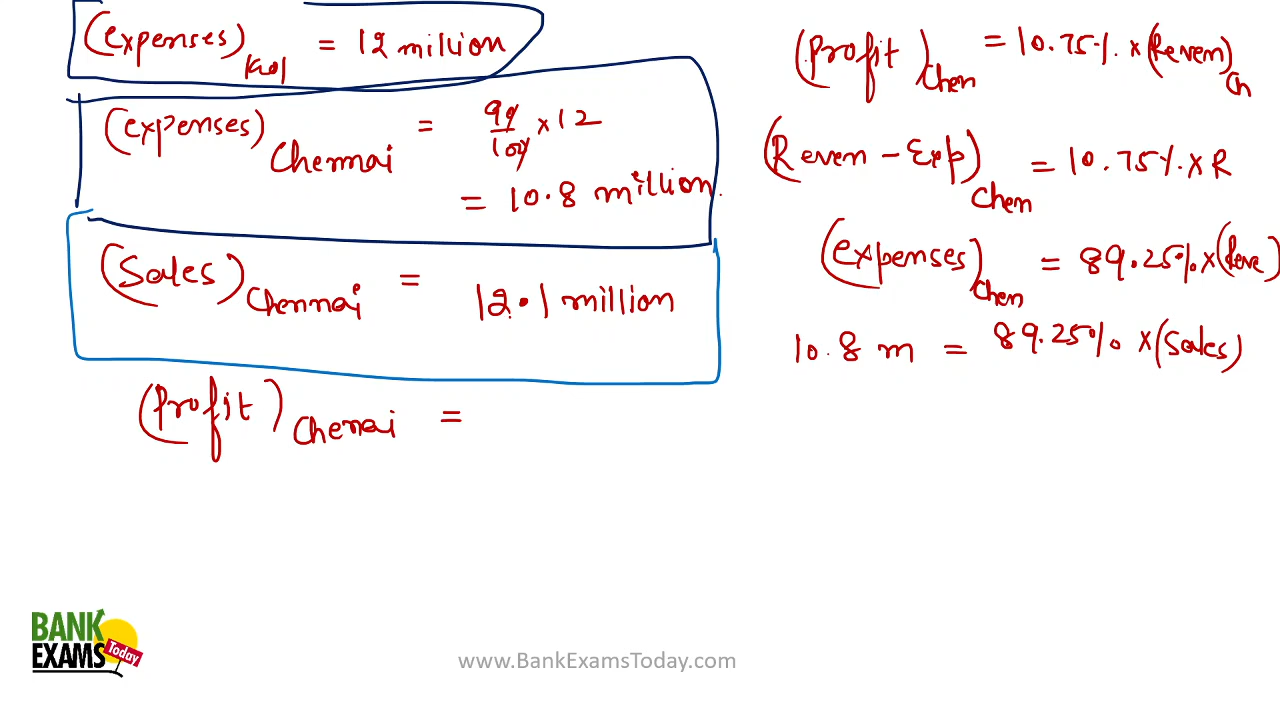 (expenses) Kol = 12 million
(expenses) Chennai = 90/100 × 12
= 10.8 million
(Sales) Chennai = 12.1 million
(Profit) Chennai =
(Profit) Chen = 10.75% × (Reven) Ch
(Reven - Exp) Chen = 10.75% × R
(expenses) Chen = 89.25% × (Reve)
10.8 m = 89.25% × (Sales)
BANK
EXAMS Today
www.BankExamsToday.com